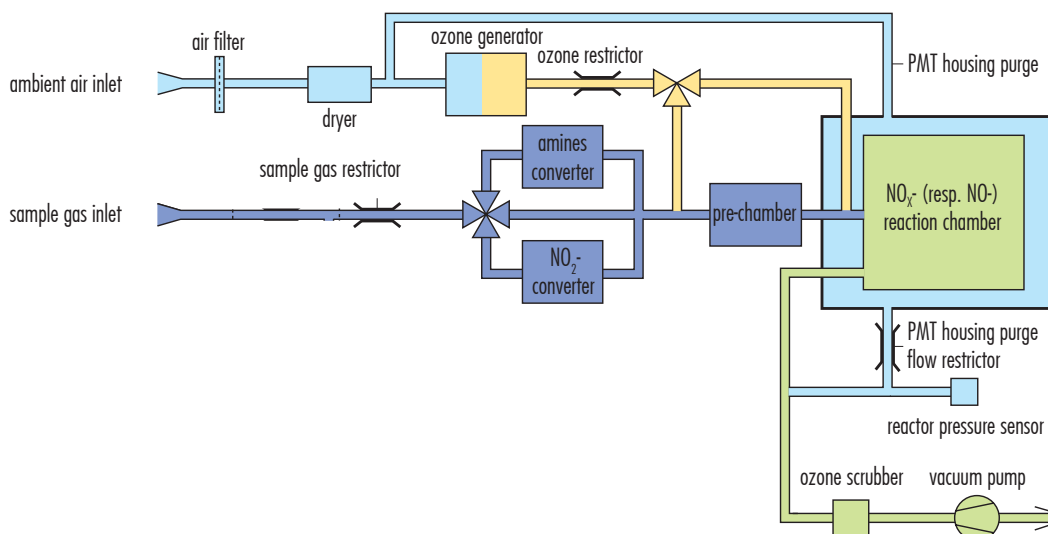 air filter
ozone generator
ozone restrictor
ambient air inlet
PMT housing purge
dryer
amines
converter
sample gas restrictor
sample gas inlet
pre-chamber
NOₓ- (resp. NO-)
reaction chamber
NO₂-
converter
PMT housing purge
flow restrictor
reactor pressure sensor
ozone scrubber
vacuum pump